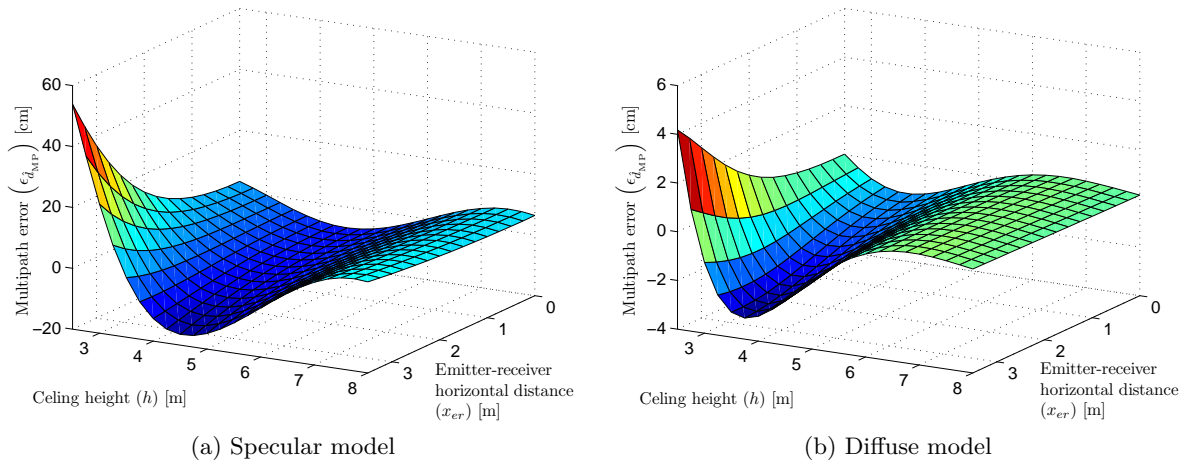 60
40
20
0
−20
Multipath error (ϵ_{d̂_{MP}}) [cm]
3
4
5
6
7
8
Celing height (h) [m]
3
2
1
0
Emitter-receiver
horizontal distance
(x_{er}) [m]
(a) Specular model
6
4
2
0
−2
−4
Multipath error (ϵ_{d̂_{MP}}) [cm]
3
4
5
6
7
8
Celing height (h) [m]
3
2
1
0
Emitter-receiver
horizontal distance
(x_{er}) [m]
(b) Diffuse model